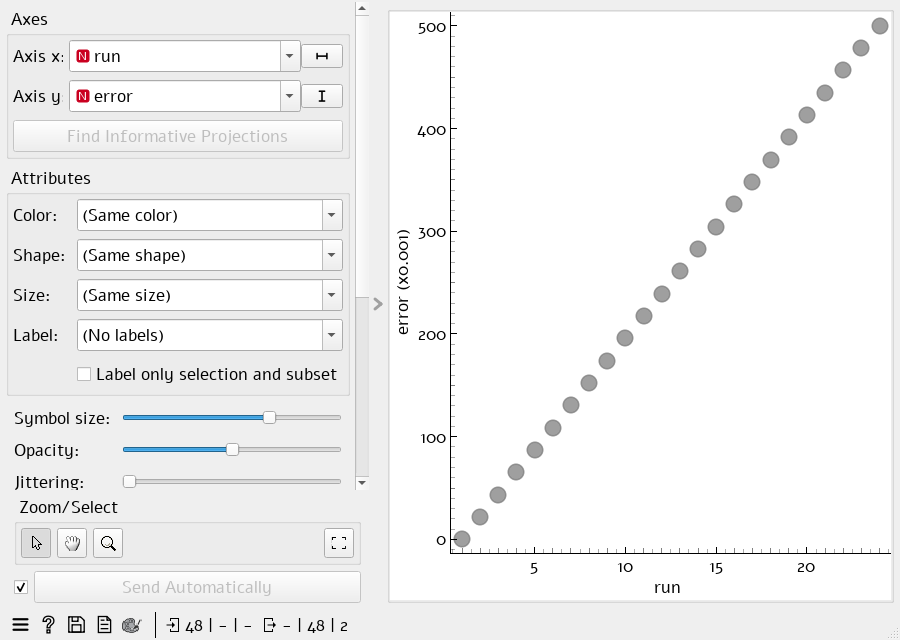 Axes
Axis x: N run
Axis y: N error
Find Informative Projections
Attributes
Color: (Same color)
Shape: (Same shape)
Size: (Same size)
Label: (No labels)
Label only selection and subset
Symbol size:
Opacity:
Jittering:
Zoom/Select
Send Automatically
? 48 | - | - - | 48 | 2
500
400
300
200
100
0
error (x0.001)
5 10 15 20
run